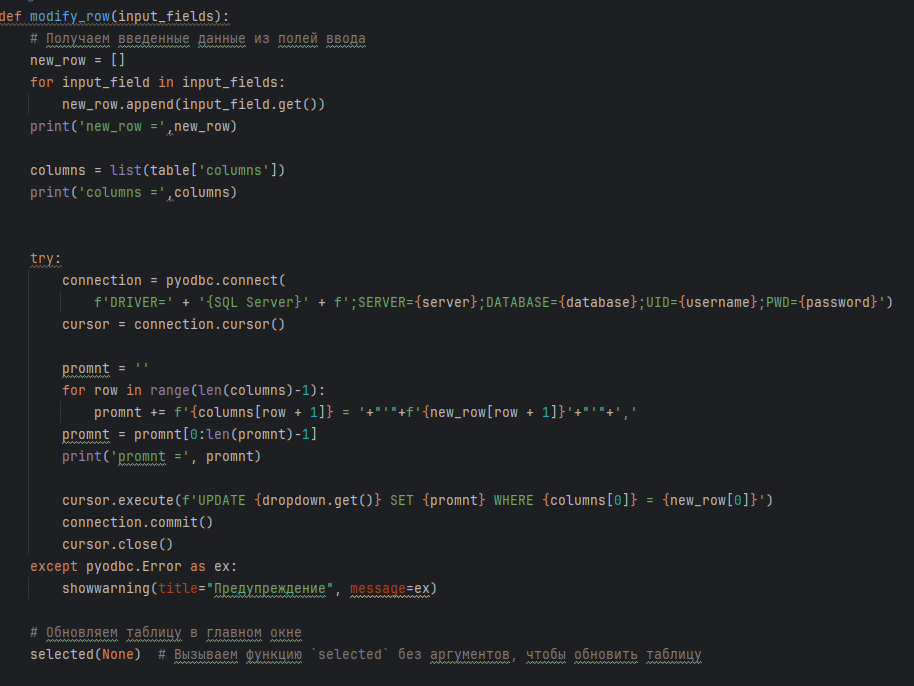 def modify_row(input_fields):
    # Получаем введенные данные из полей ввода
    new_row = []
    for input_field in input_fields:
        new_row.append(input_field.get())
    print('new_row =',new_row)

    columns = list(table['columns'])
    print('columns =',columns)


    try:
        connection = pyodbc.connect(
            f'DRIVER=' + '{SQL Server}' + f';SERVER={server};DATABASE={database};UID={username};PWD={password}')
        cursor = connection.cursor()

        promnt = ''
        for row in range(len(columns)-1):
            promnt += f'{columns[row + 1]} = '+"'"+f'{new_row[row + 1]}'+"'"+','
        promnt = promnt[0:len(promnt)-1]
        print('promnt =', promnt)

        cursor.execute(f'UPDATE {dropdown.get()} SET {promnt} WHERE {columns[0]} = {new_row[0]}')
        connection.commit()
        cursor.close()
    except pyodbc.Error as ex:
        showwarning(title="Предупреждение", message=ex)

    # Обновляем таблицу в главном окне
    selected(None)  # Вызываем функцию `selected` без аргументов, чтобы обновить таблицу